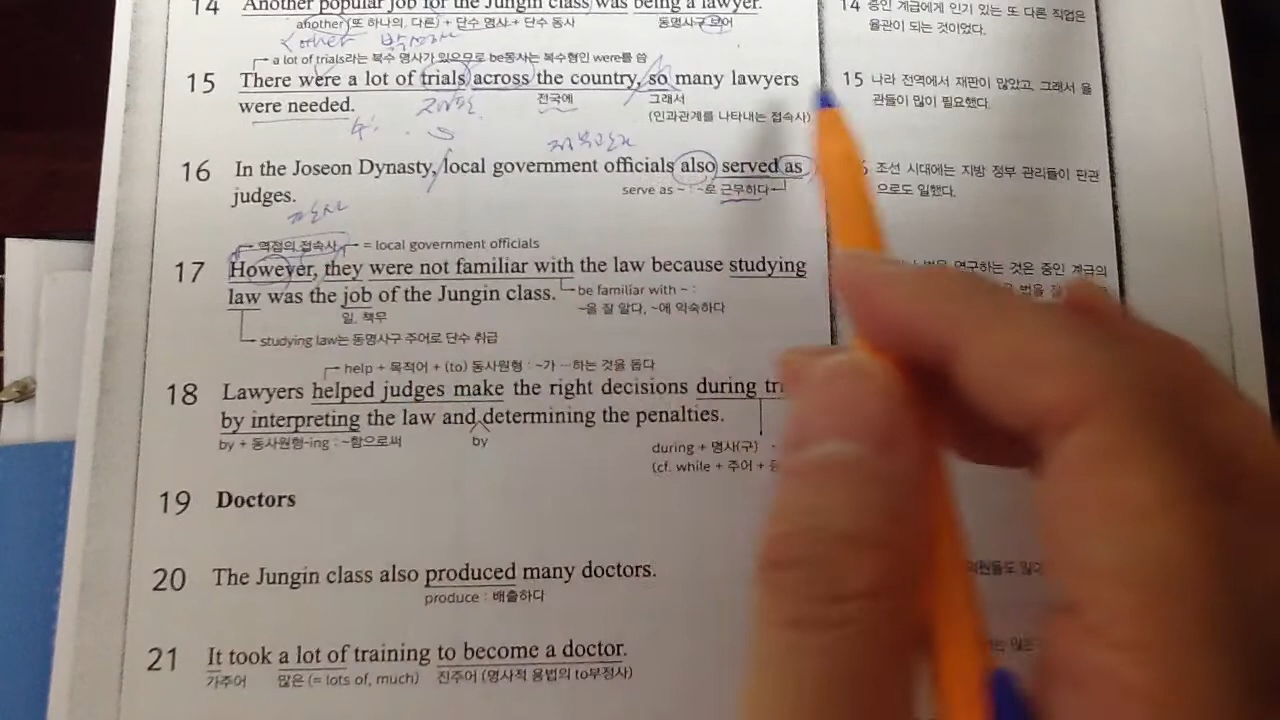 14 Another popular job for the Jungin class was being a lawyer.
another(또 하나의, 다른) + 단수 명사 + 단수 동사
동명사구 보어
other
a lot of trials라는 복수 명사가 있으므로 be동사는 복수형인 were를 씀
15 There were a lot of trials across the country, so many lawyers
were needed.
전국에
그래서
(인과관계를 나타내는 접속사)
16 In the Joseon Dynasty, local government officials also served as
judges.
serve as ~ : ~로 근무하다
역접의 접속사
= local government officials
17 However, they were not familiar with the law because studying
law was the job of the Jungin class.
be familiar with ~ :
~을 잘 알다, ~에 익숙하다
일, 책무
studying law는 동명사구 주어로 단수 취급
help + 목적어 + (to) 동사원형 : ~가 …하는 것을 돕다
18 Lawyers helped judges make the right decisions during
by interpreting the law and determining the penalties.
by + 동사원형-ing : ~함으로써
by
during + 명사(구)
(cf. while + 주어 +
19 Doctors
20 The Jungin class also produced many doctors.
produce : 배출하다
21 It took a lot of training to become a doctor.
가주어
많은 (= lots of, much)
진주어 (명사적 용법의 to부정사)
14 중인 계급에게 인기 있는 또 다른 직업은
율관이 되는 것이었다.
15 나라 전역에서 재판이 많았고, 그래서 율
관들이 많이 필요했다.
조선 시대에는 지방 정부 관리들이 판관
으로도 일했다.
연구하는 것은 중인 계급의